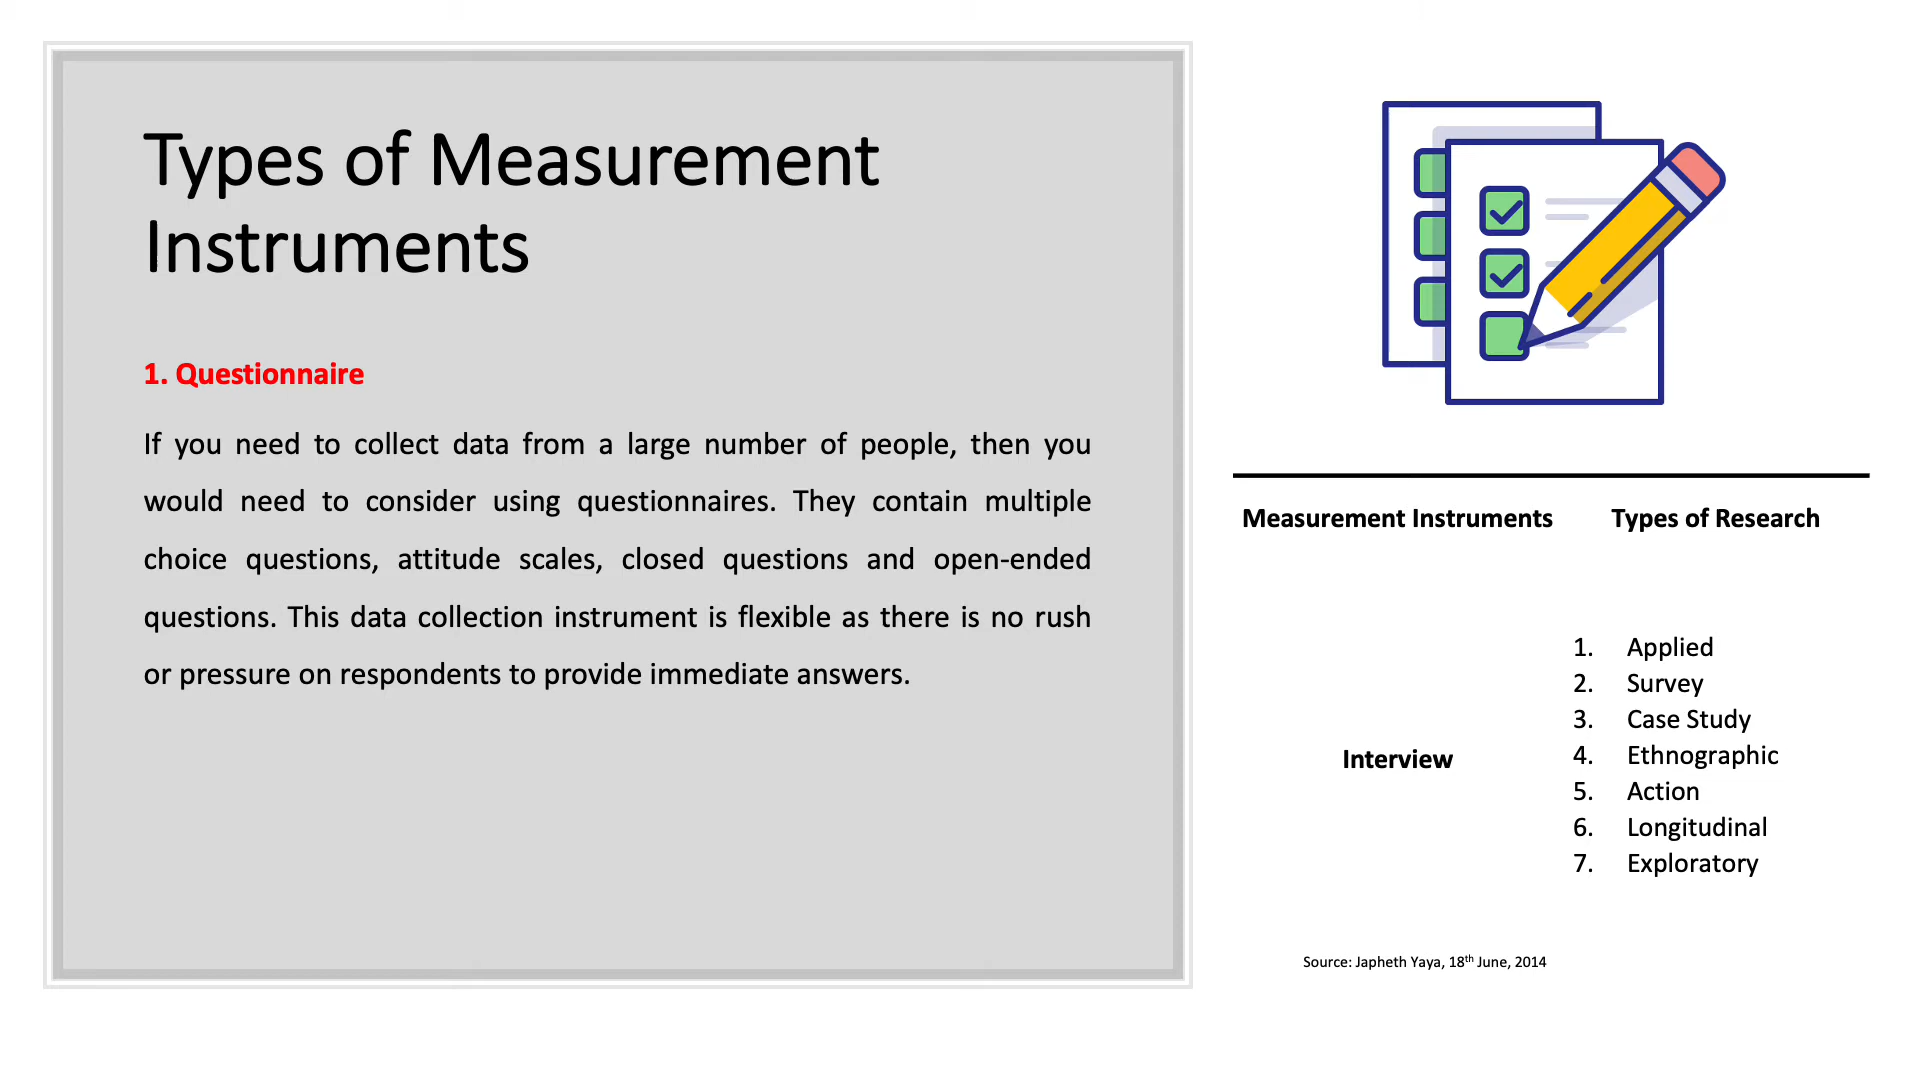 Types of Measurement
Instruments
1. Questionnaire
If you need to collect data from a large number of people, then you
would need to consider using questionnaires. They contain multiple
choice questions, attitude scales, closed questions and open-ended
questions. This data collection instrument is flexible as there is no rush
or pressure on respondents to provide immediate answers.
Measurement Instruments Types of Research
Interview
1. Applied
2. Survey
3. Case Study
4. Ethnographic
5. Action
6. Longitudinal
7. Exploratory
Source: Japheth Yaya, 18th June, 2014